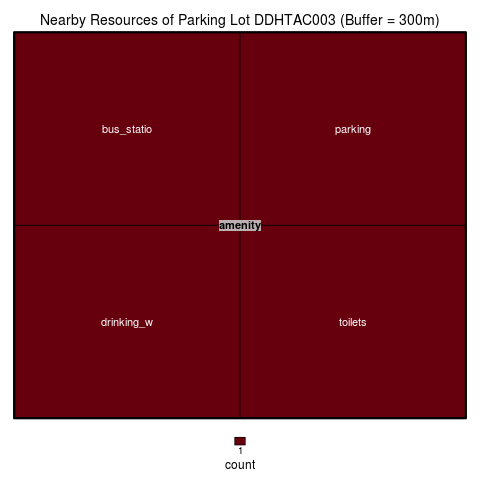 Nearby Resources of Parking Lot DDHTAC003 (Buffer = 300m)
bus_statio
parking
amenity
drinking_w
toilets
1
count